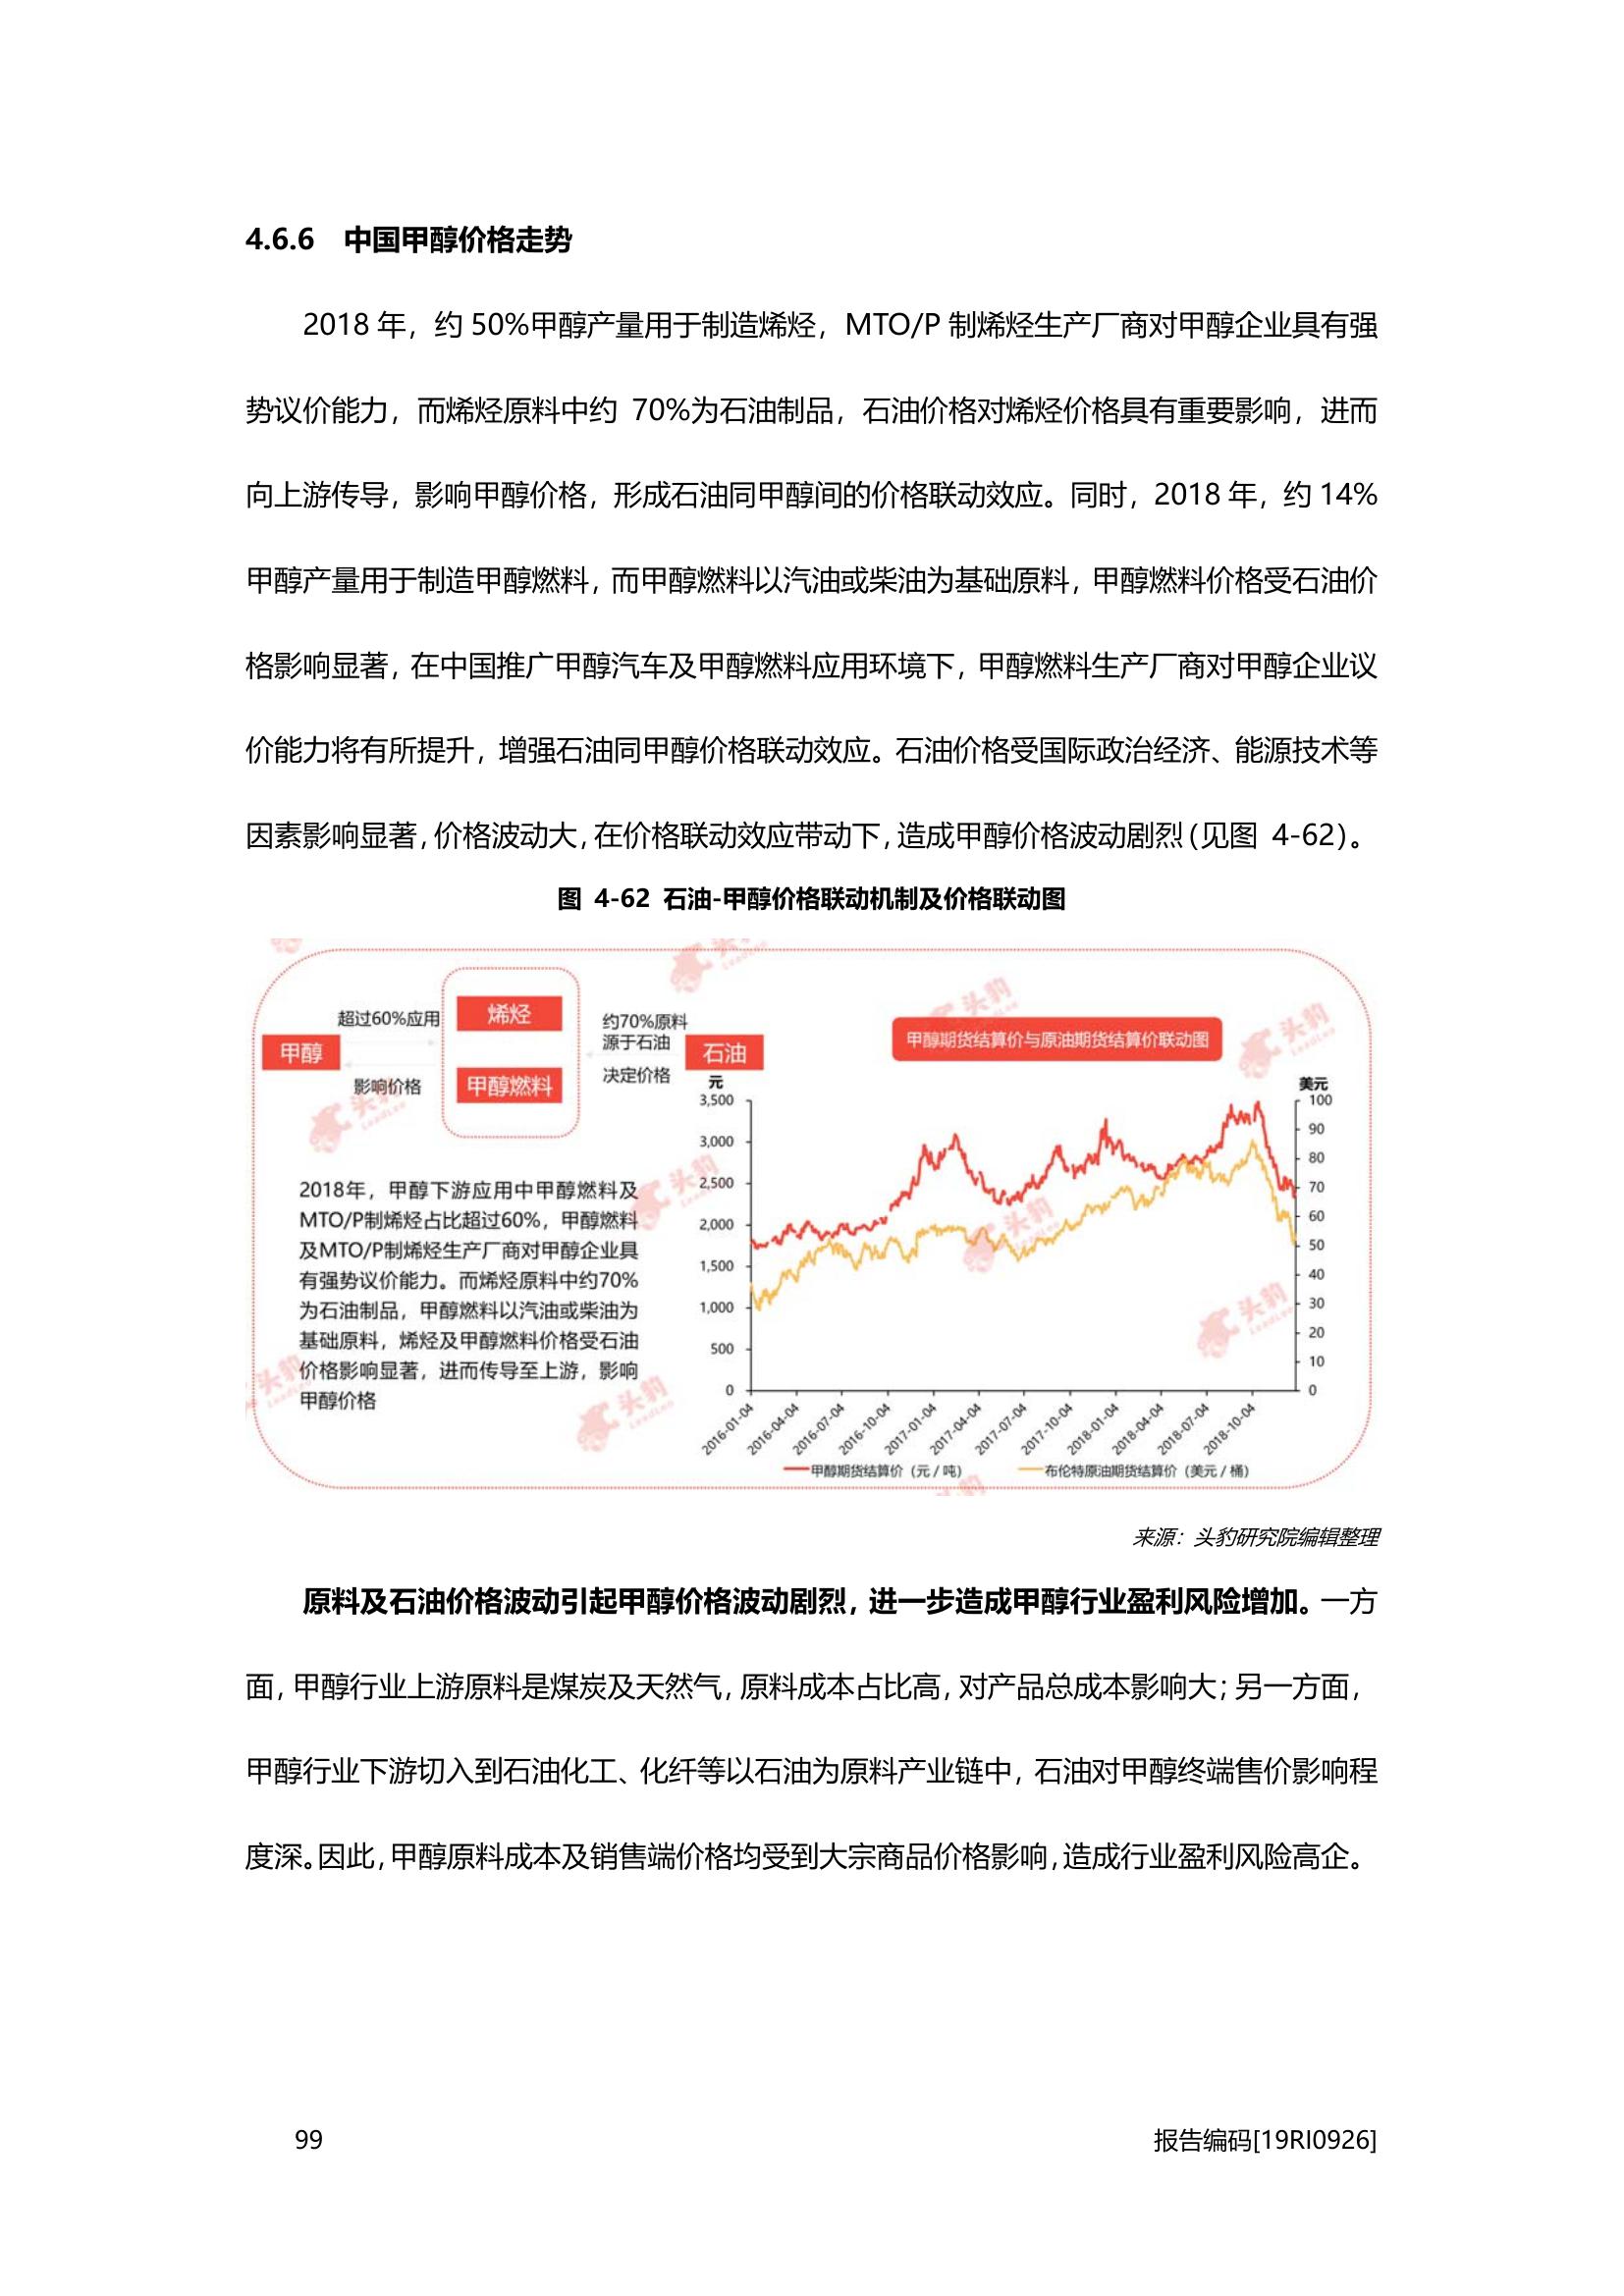 4.6.6 中国甲醇价格走势
2018 年，约 50%甲醇产量用于制造烯烃，MTO/P 制烯烃生产厂商对甲醇企业具有强
势议价能力，而烯烃原料中约 70%为石油制品，石油价格对烯烃价格具有重要影响，进而
向上游传导，影响甲醇价格，形成石油同甲醇间的价格联动效应。同时，2018 年，约 14%
甲醇产量用于制造甲醇燃料，而甲醇燃料以汽油或柴油为基础原料，甲醇燃料价格受石油价
格影响显著，在中国推广甲醇汽车及甲醇燃料应用环境下，甲醇燃料生产厂商对甲醇企业议
价能力将有所提升，增强石油同甲醇价格联动效应。石油价格受国际政治经济、能源技术等
因素影响显著，价格波动大，在价格联动效应带动下，造成甲醇价格波动剧烈（见图 4-62）。
图 4-62 石油-甲醇价格联动机制及价格联动图
甲醇
超过60%应用
影响价格
烯烃
甲醇燃料
约70%原料
源于石油
决定价格
石油
2018年，甲醇下游应用中甲醇燃料及
MTO/P制烯烃占比超过60%，甲醇燃料
及MTO/P制烯烃生产厂商对甲醇企业具
有强势议价能力。而烯烃原料中约70%
为石油制品，甲醇燃料以汽油或柴油为
基础原料，烯烃及甲醇燃料价格受石油
价格影响显著，进而传导至上游，影响
甲醇价格
甲醇期货结算价与原油期货结算价联动图
元
3,500
3,000
2,500
2,000
1,500
1,000
500
0
美元
100
90
80
70
60
50
40
30
20
10
0
2016-01-04
2016-04-04
2016-07-04
2016-10-04
2017-01-04
2017-04-04
2017-07-04
2017-10-04
2018-01-04
2018-04-04
2018-07-04
2018-10-04
甲醇期货结算价（元 / 吨）
布伦特原油期货结算价（美元 / 桶）
头豹
LeadLeo
来源：头豹研究院编辑整理
原料及石油价格波动引起甲醇价格波动剧烈，进一步造成甲醇行业盈利风险增加。一方
面，甲醇行业上游原料是煤炭及天然气，原料成本占比高，对产品总成本影响大；另一方面，
甲醇行业下游切入到石油化工、化纤等以石油为原料产业链中，石油对甲醇终端售价影响程
度深。因此，甲醇原料成本及销售端价格均受到大宗商品价格影响，造成行业盈利风险高企。
99
报告编码[19RI0926]